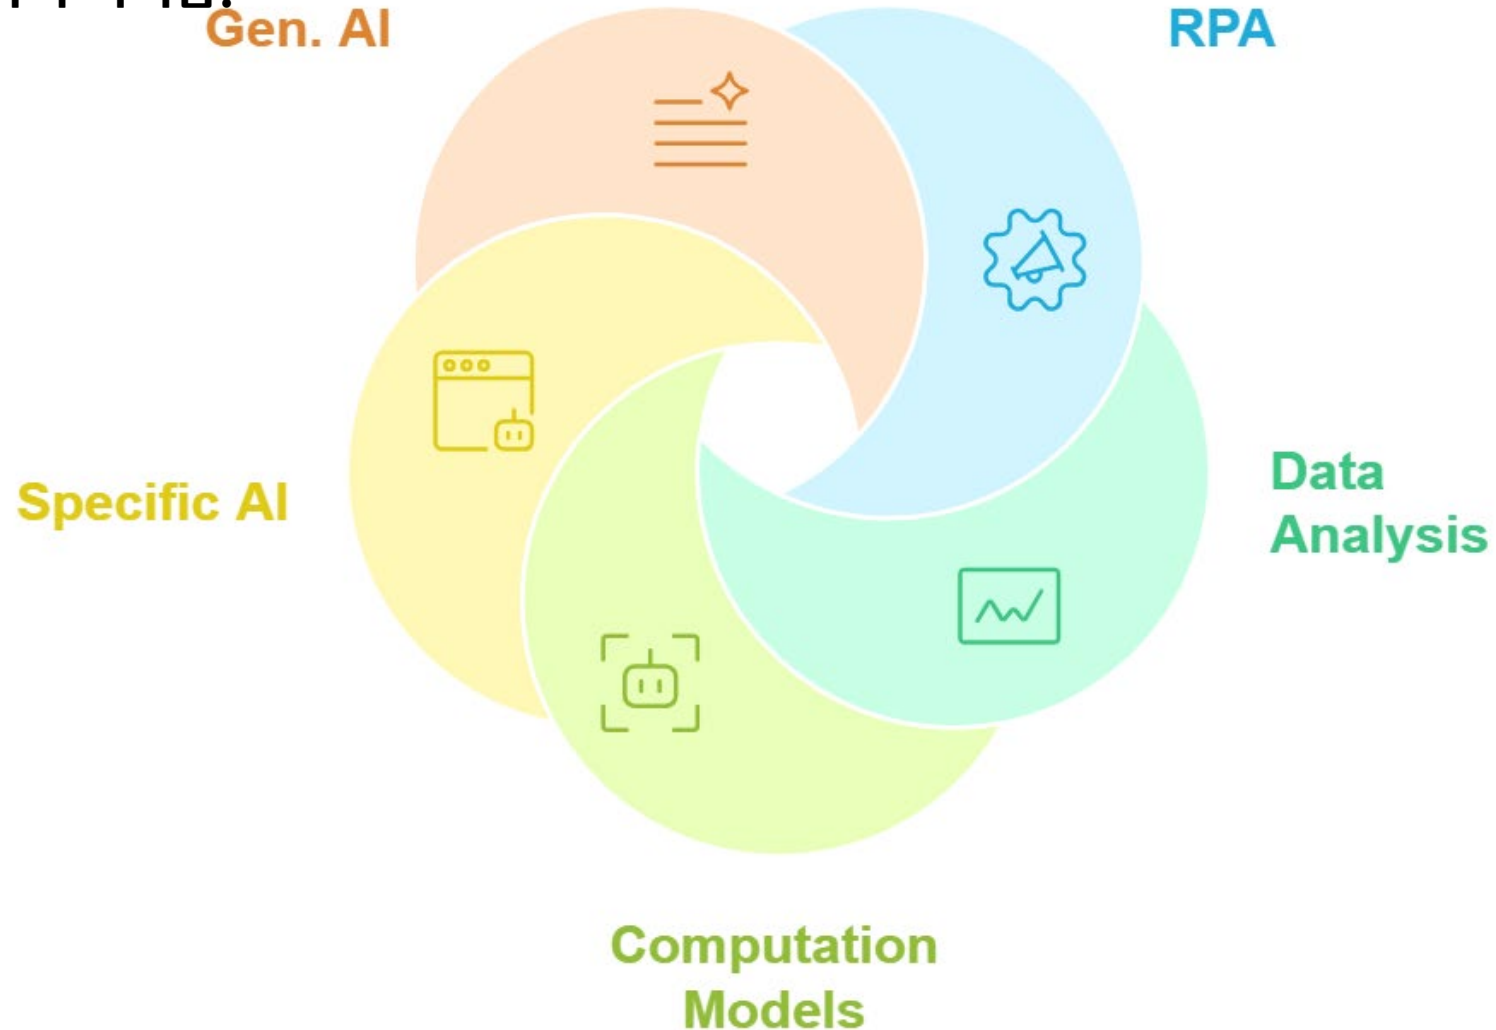 Gen. AI
RPA
Specific AI
Data
Analysis
Computation
Models